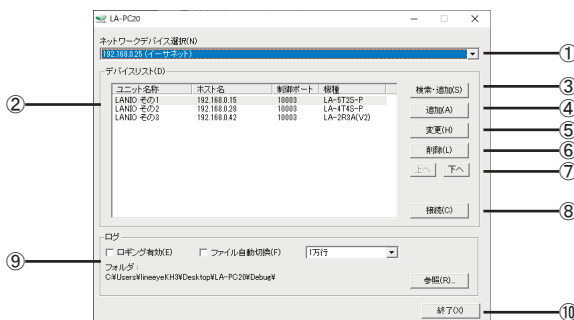 LA-PC20
ネットワークデバイス選択(N)
192.168.0.25 (イーサネット)
①
デバイスリスト(D)
②
ユニット名称 ホスト名 制御ポート 機種
LANIO その1 192.168.0.15 10003 LA-5T2S-P
LANIO その2 192.168.0.28 10003 LA-4T4S-P
LANIO その3 192.168.0.42 10003 LA-2R3A(V2)
検索・追加(S)
③
追加(A)
④
変更(H)
⑤
削除(L)
⑥
上へ 下へ
⑦
接続(C)
⑧
ログ
⑨
ロギング有効(E) ファイル自動切換(F) 1万行
フォルダ:
C:¥Users¥lineeyeKH3¥Desktop¥LA-PC20¥Debug¥
参照(R)...
終了(X)
⑩